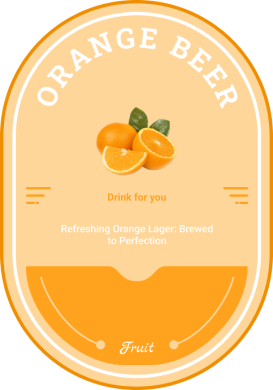 ORANGE BEER
Drink for you
Refreshing Orange Lager: Brewed
to Perfection
Fruit